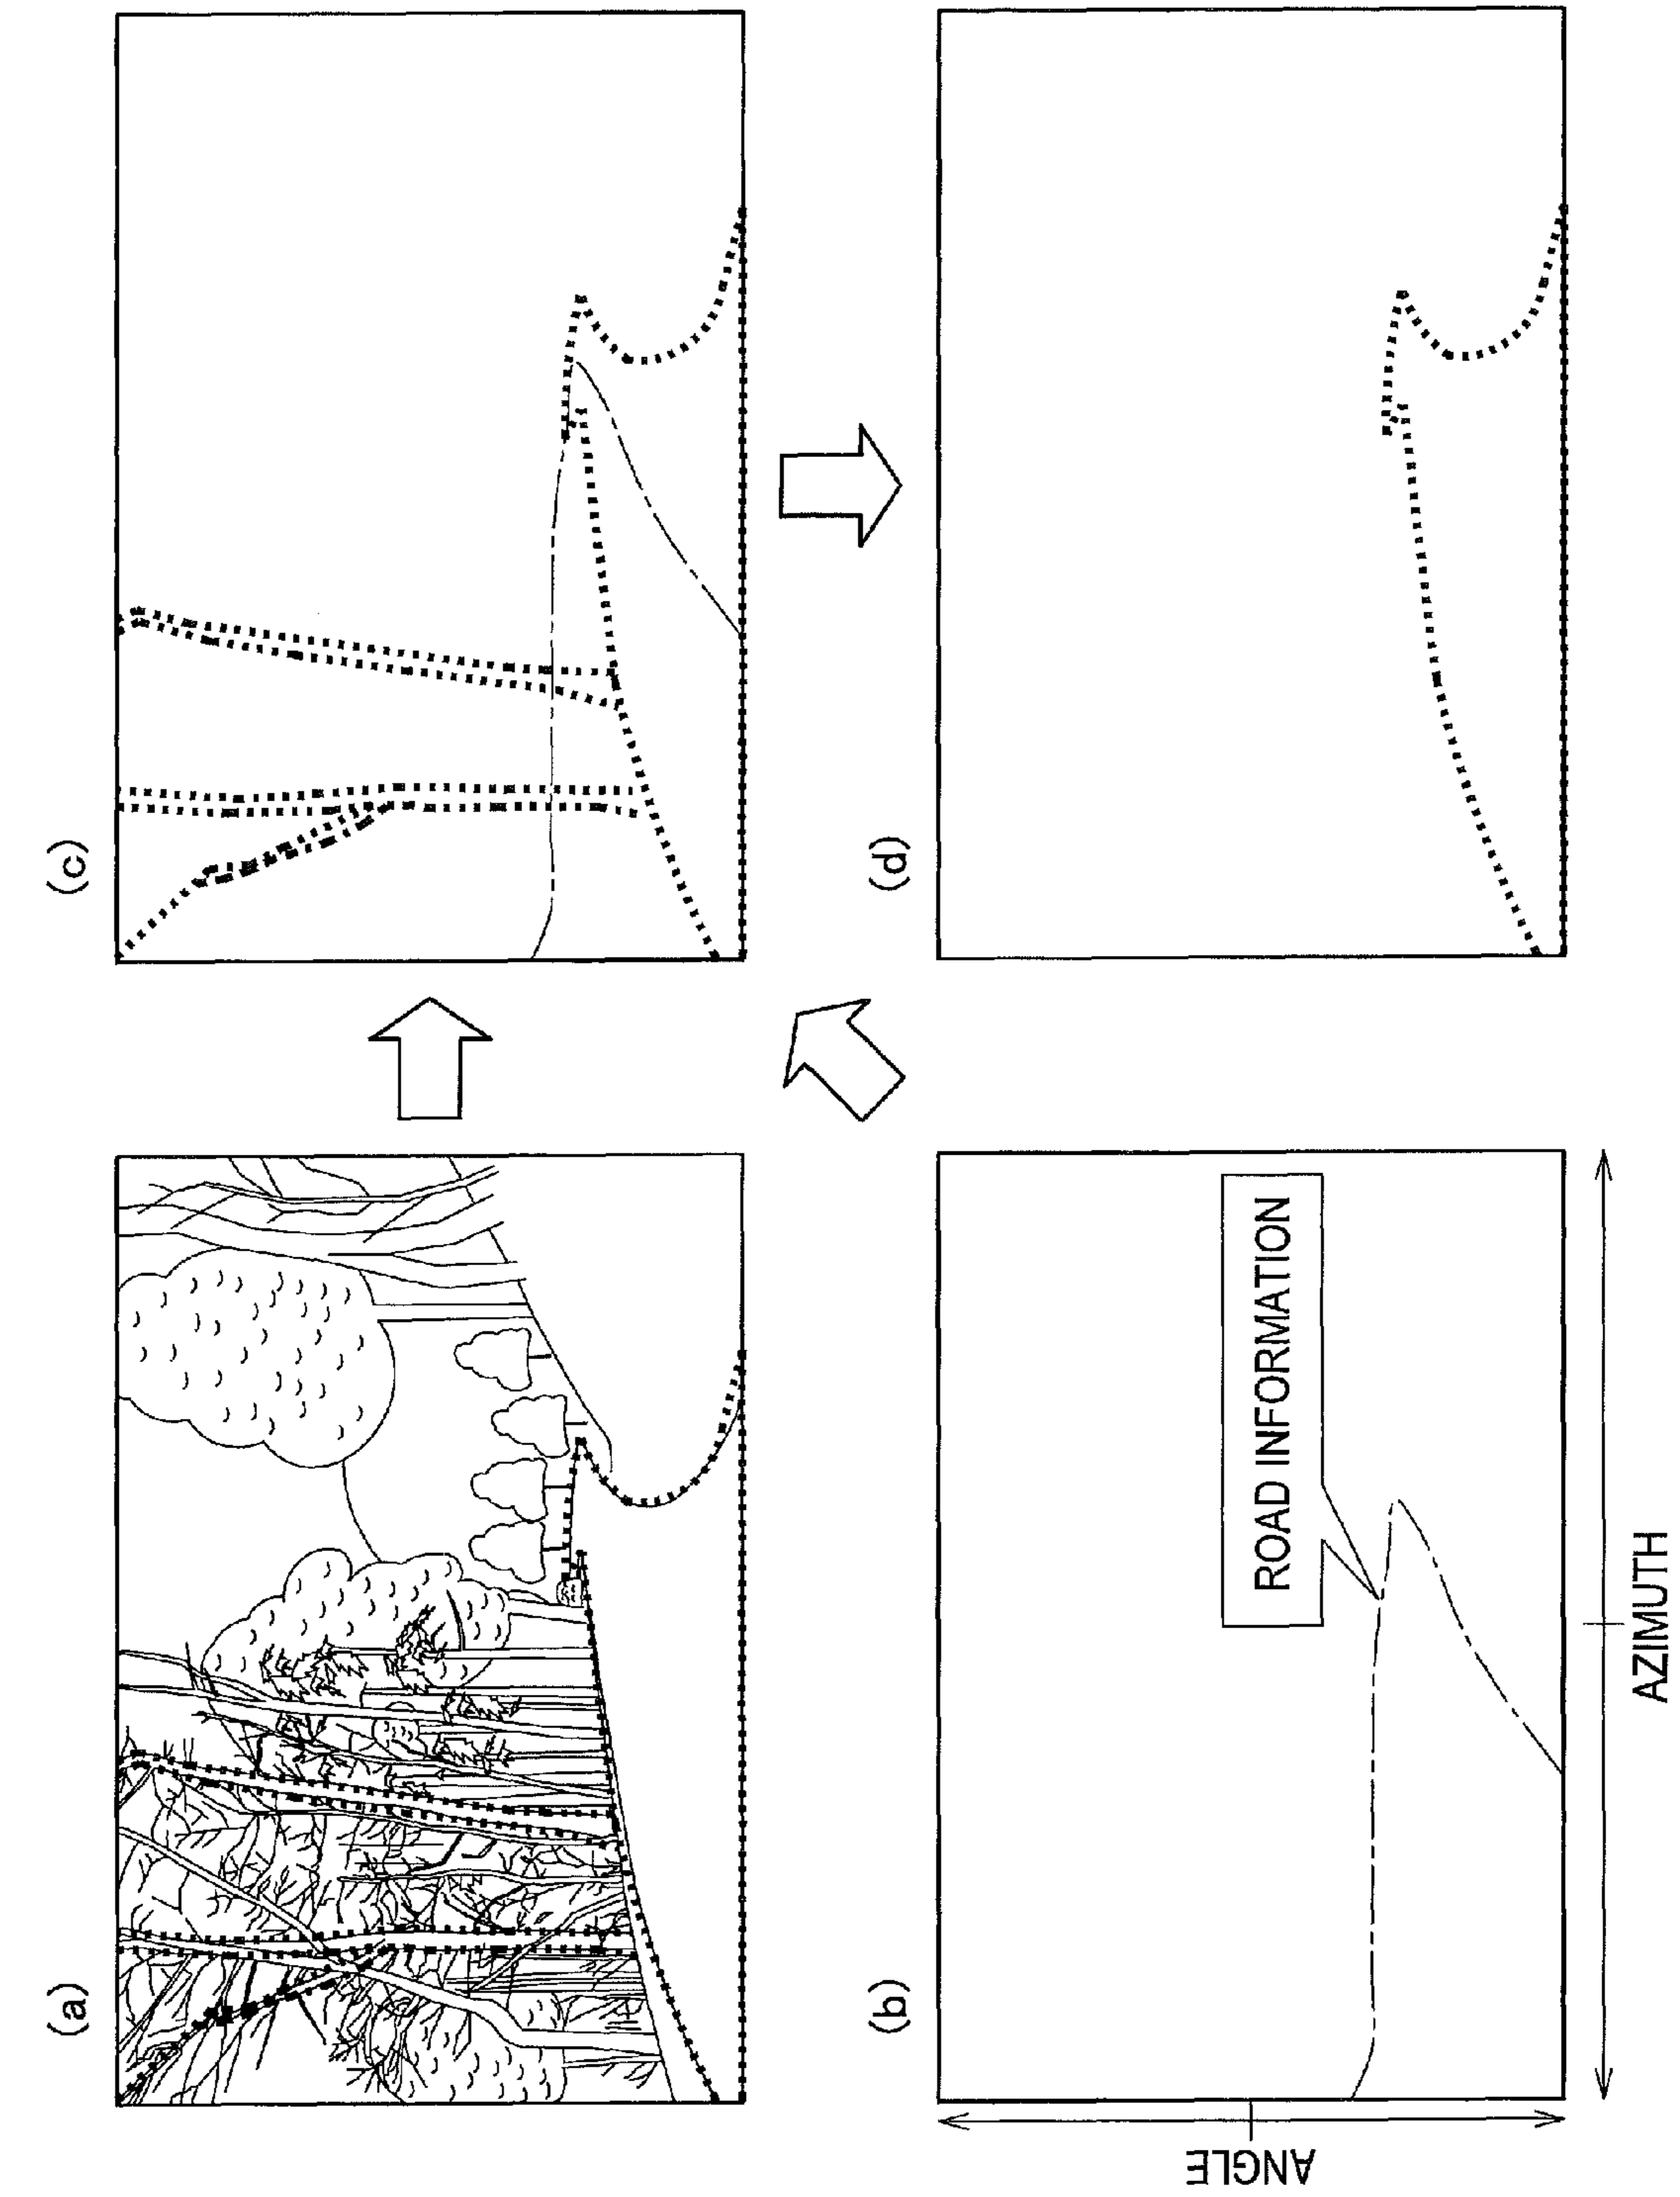 (a)
(c)
(b)
ROAD INFORMATION
ANGLE
AZIMUTH
(d)